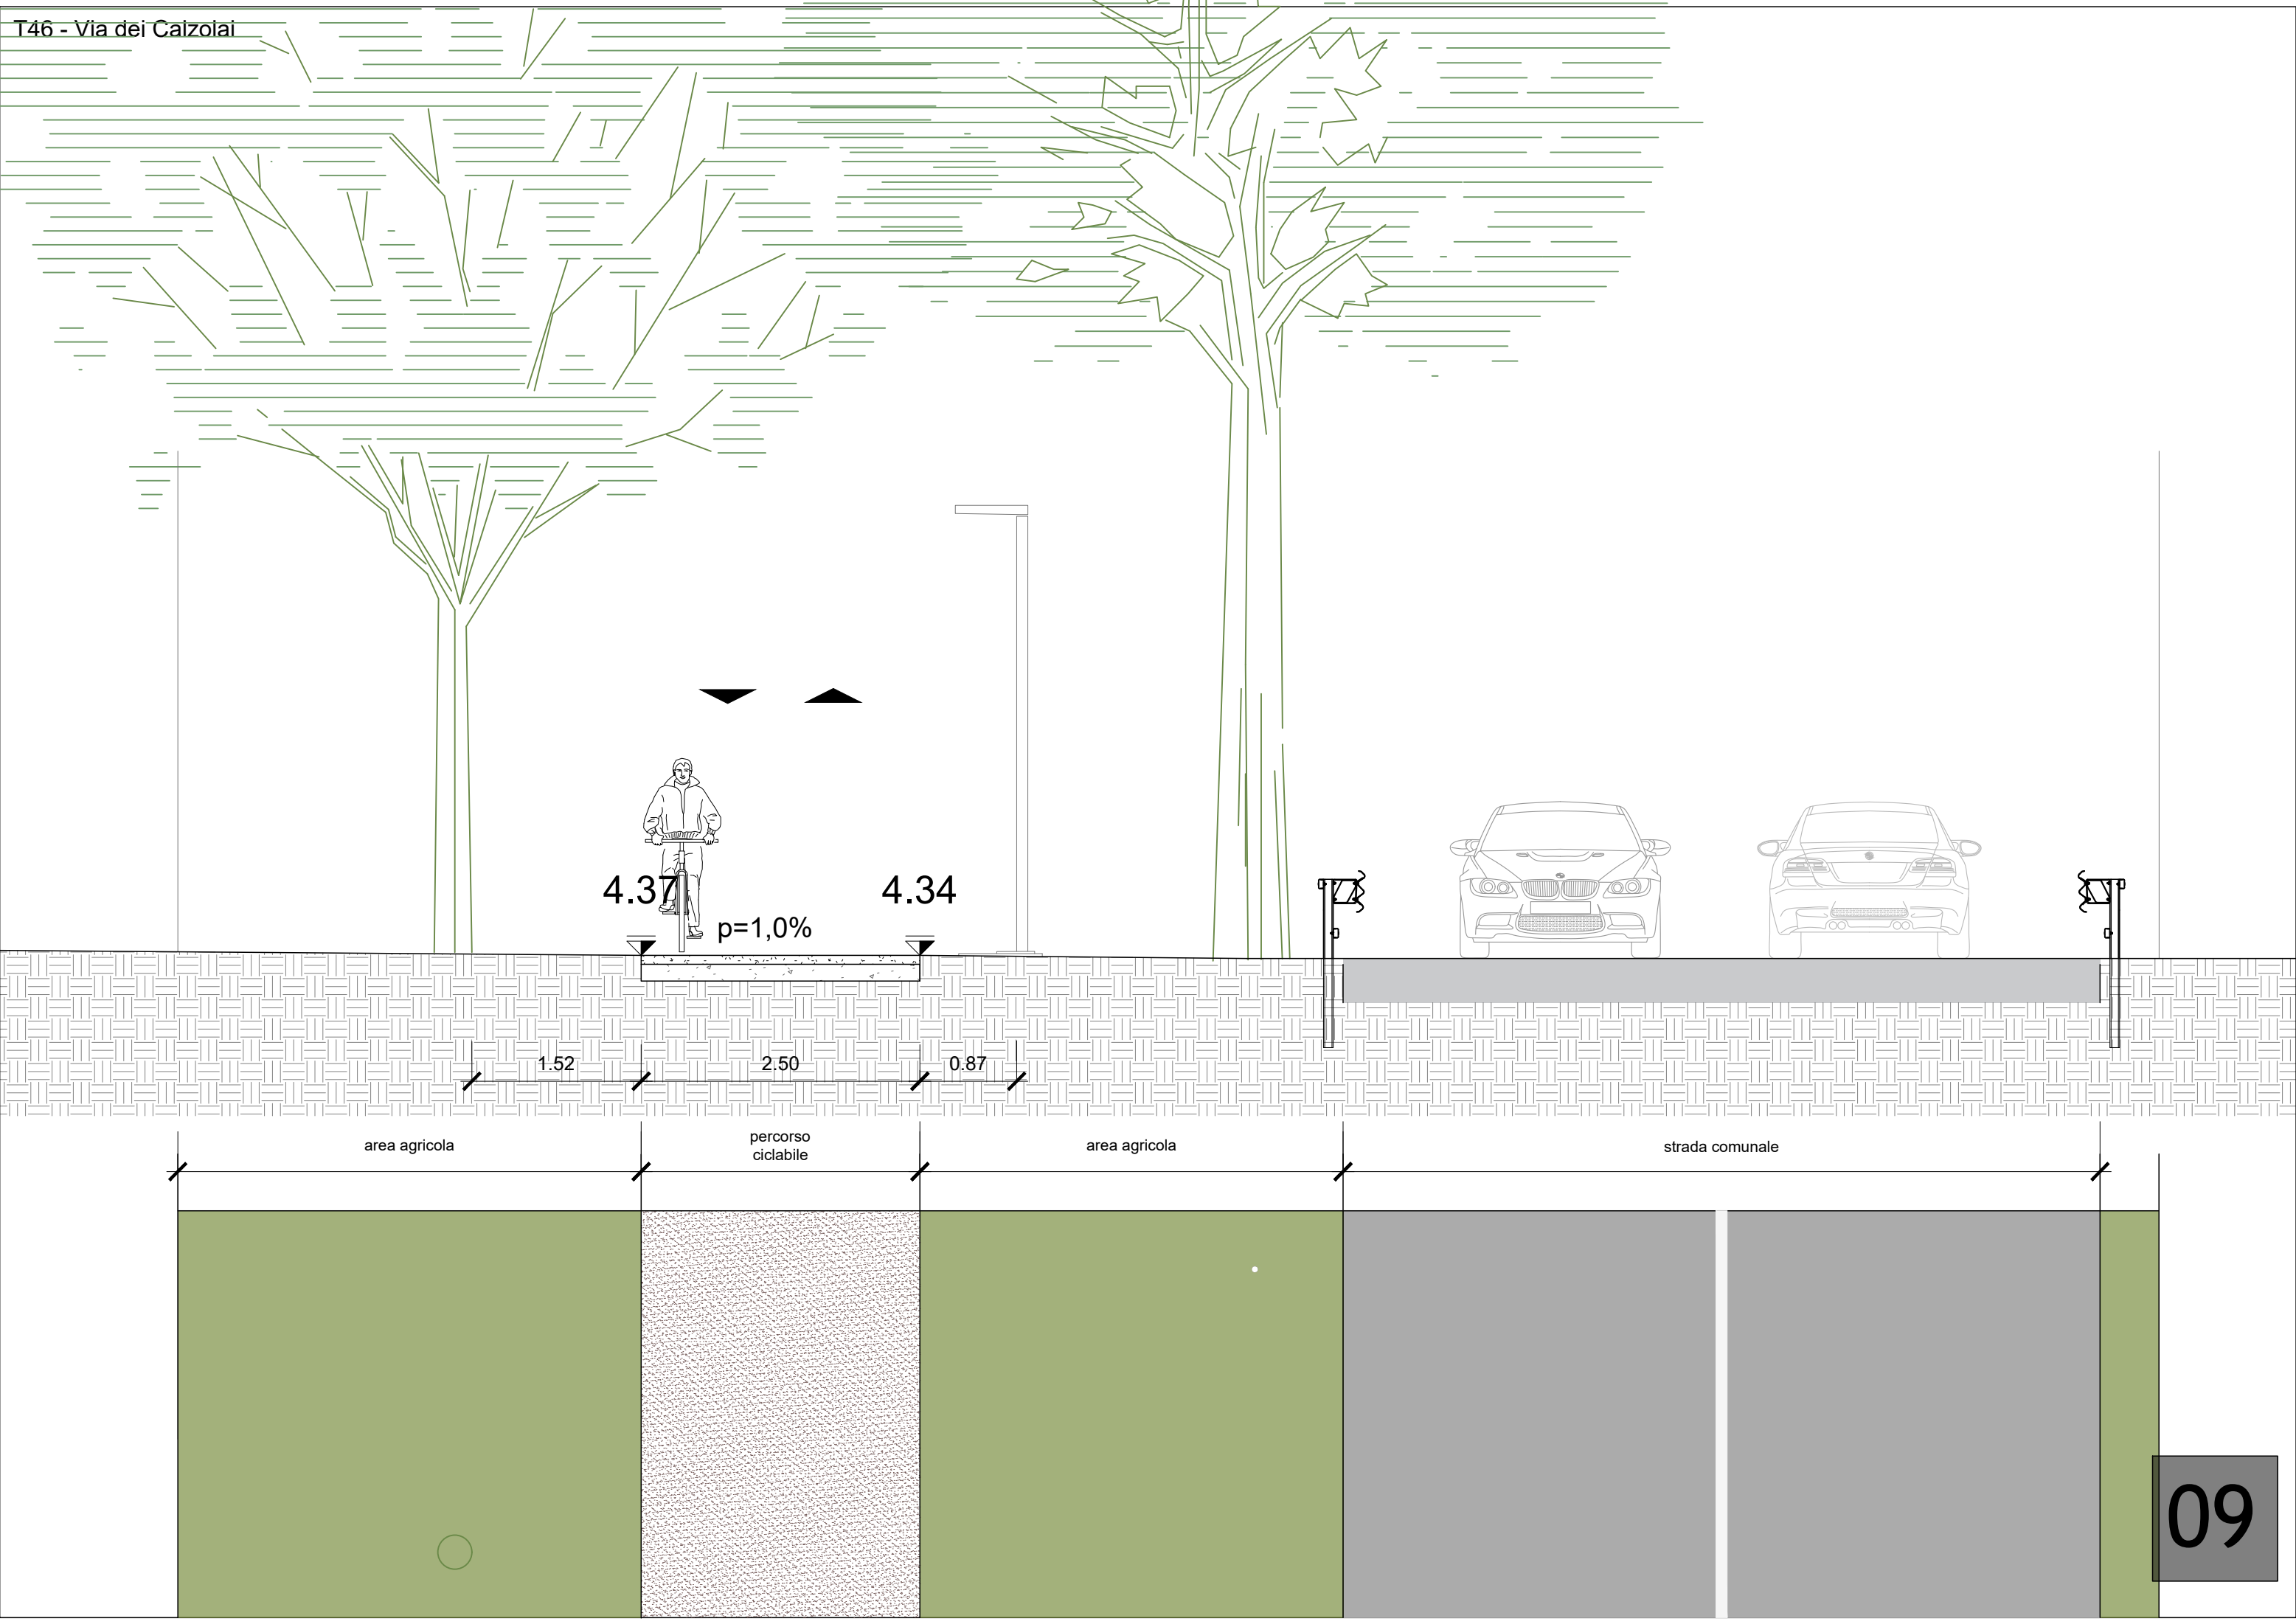 T46 - Via dei Calzolai
4.37
4.34
p=1,0%
1.52
2.50
0.87
area agricola
percorso
ciclabile
area agricola
strada comunale
09